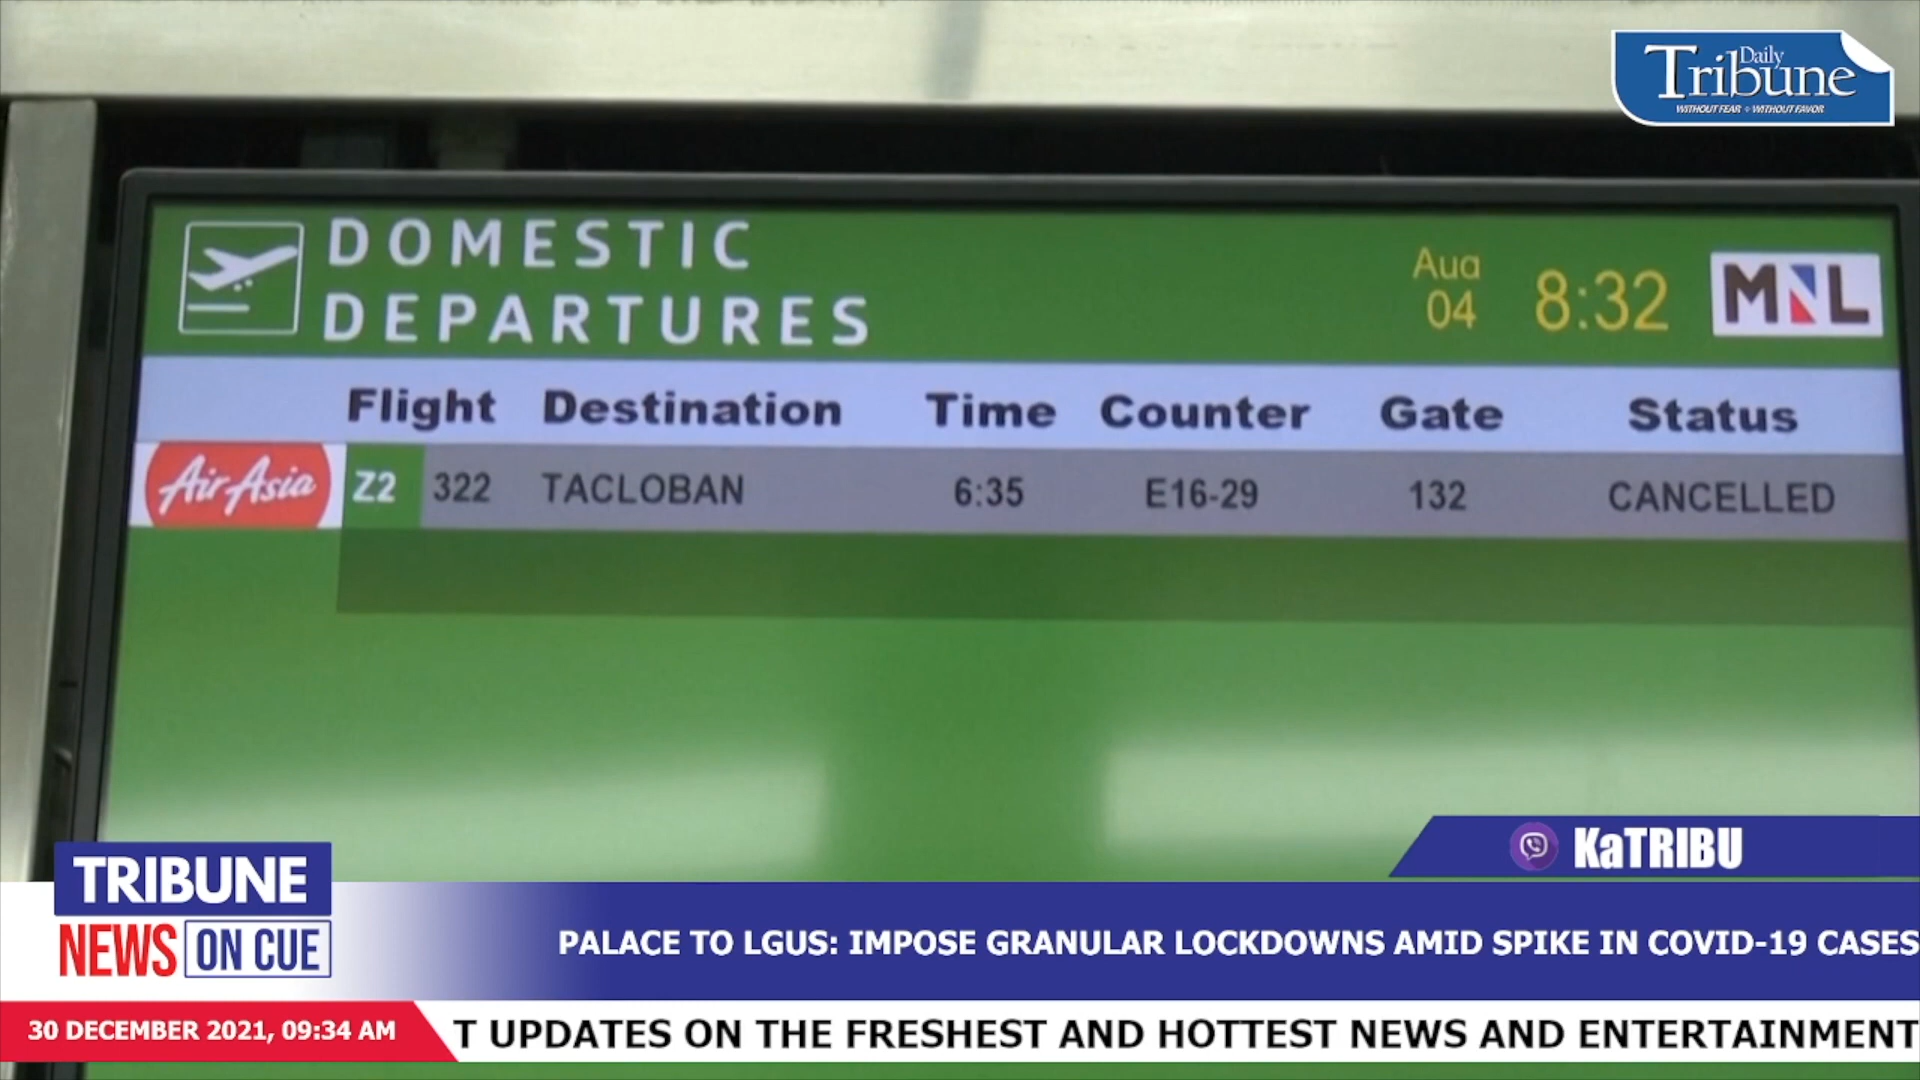 Daily
Tribune
WITHOUT FEAR + WITHOUT FAVOR
DOMESTIC
DEPARTURES
Aug
04
8:32
MNL
Flight Destination Time Counter Gate Status
AirAsia Z2 322 TACLOBAN 6:35 E16-29 132 CANCELLED
KaTRIBU
TRIBUNE
NEWS ON CUE
PALACE TO LGUS: IMPOSE GRANULAR LOCKDOWNS AMID SPIKE IN COVID-19 CASES
30 DECEMBER 2021, 09:34 AM
T UPDATES ON THE FRESHEST AND HOTTEST NEWS AND ENTERTAINMENT